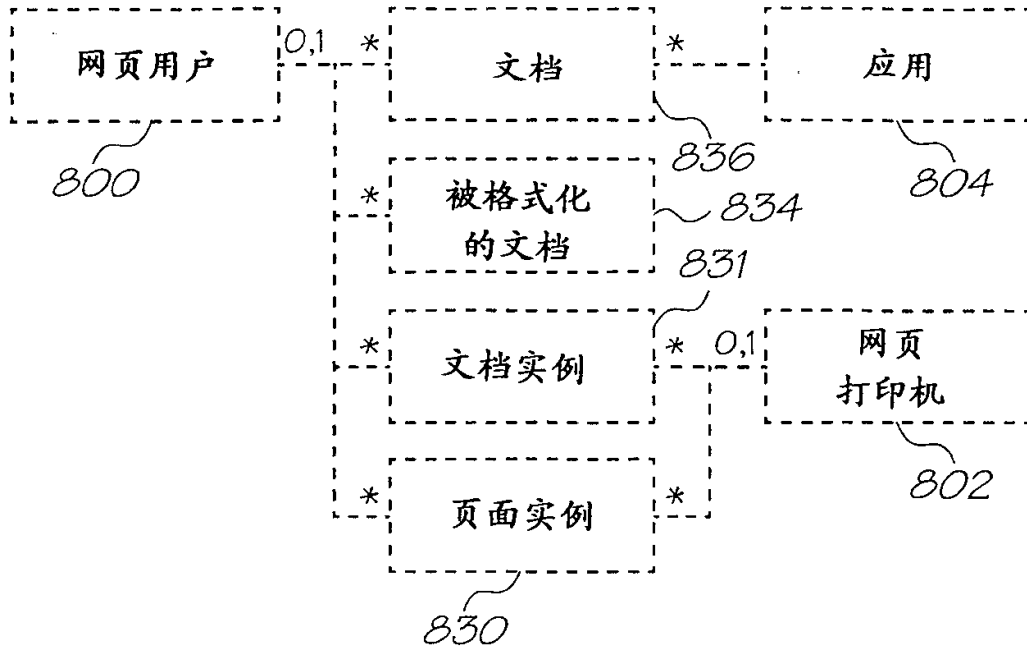 网页用户
0,1
*
文档
*
应用
800
836
804
*
被格式化
的文档
834
831
*
文档实例
*
0,1
网页
打印机
802
*
页面实例
*
830